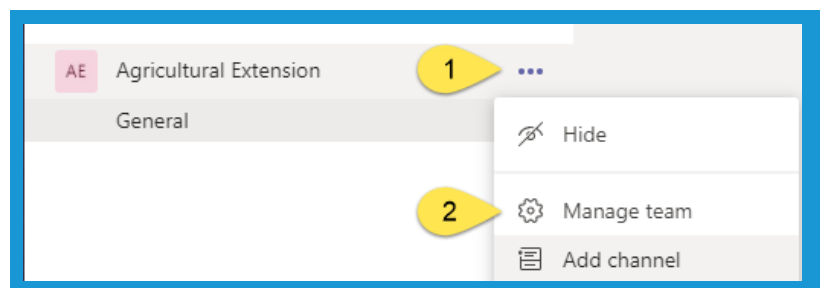 AE Agricultural Extension 1 •••
General
Hide
2 Manage team
Add channel